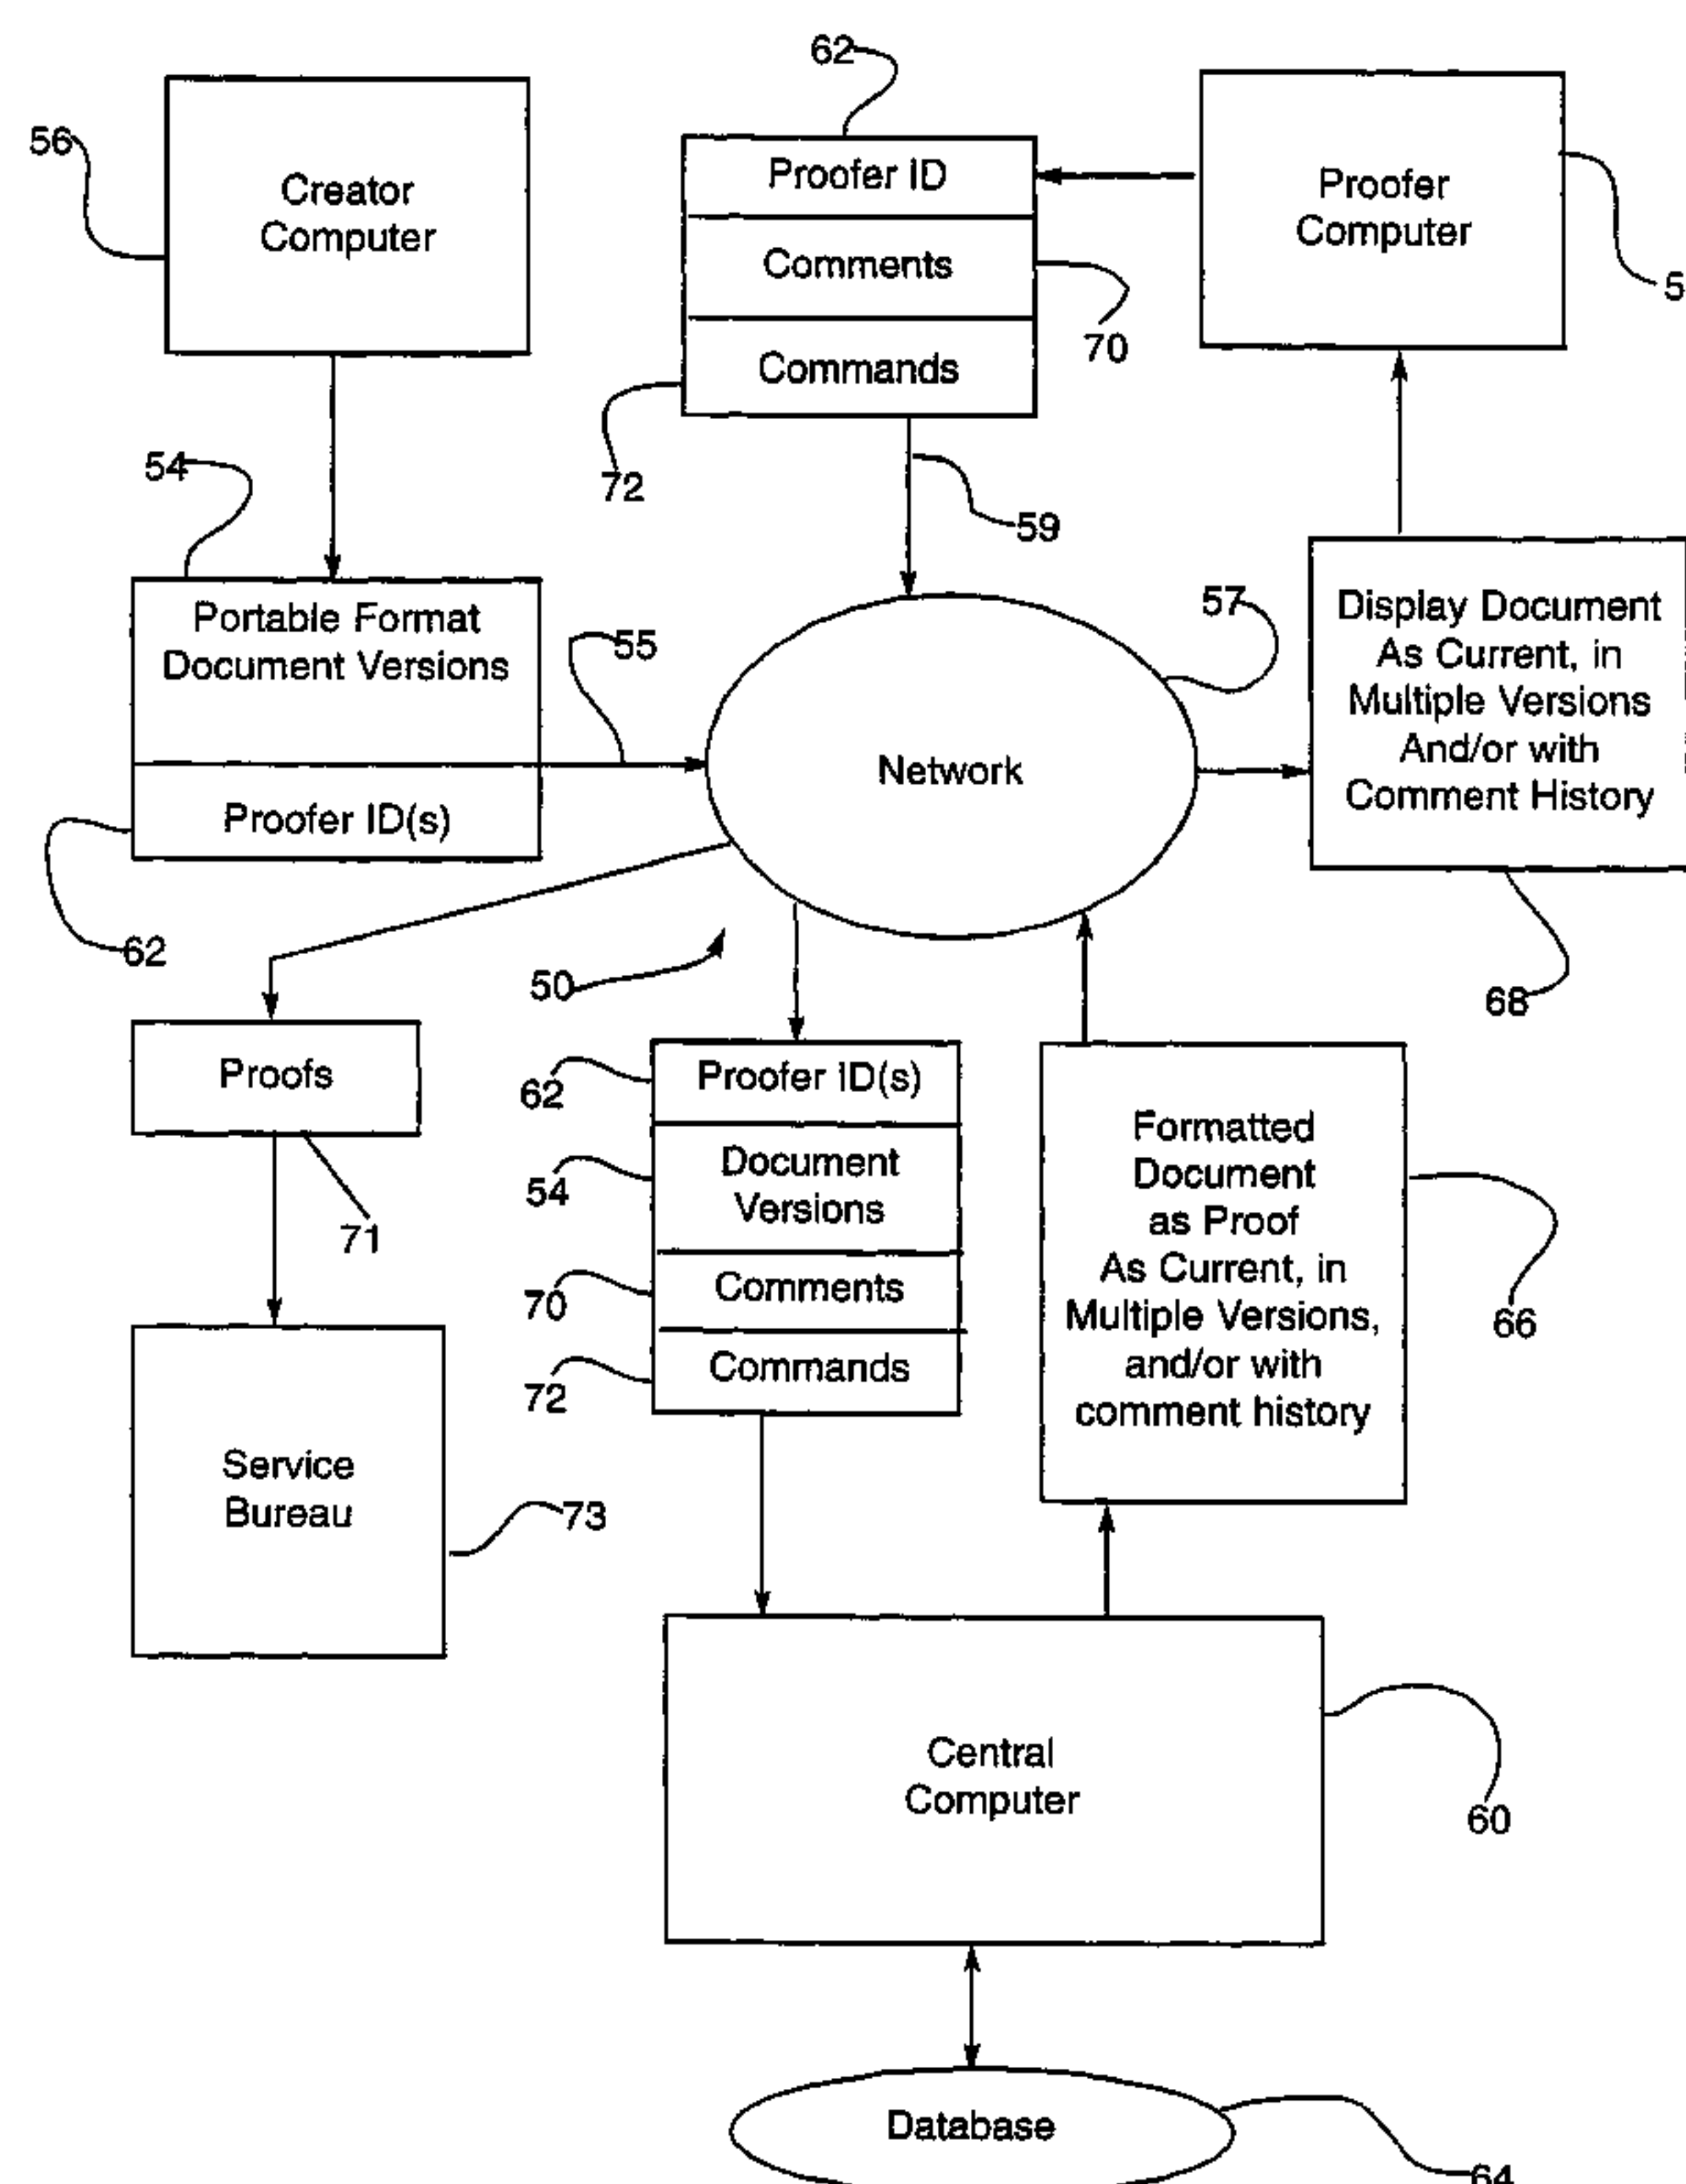 62
56
Creator
Computer
Proofer ID
Comments
Commands
Proofer
Computer
5
70
54
72
59
Portable Format
Document Versions
Proofer ID(s)
55
57
Network
Display Document
As Current, in
Multiple Versions
And/or with
Comment History
62
50
68
Proofs
71
62
Proofer ID(s)
54
Document
Versions
70
Comments
72
Commands
Formatted
Document
as Proof
As Current, in
Multiple Versions,
and/or with
comment history
66
Service
Bureau
73
Central
Computer
60
Database
64